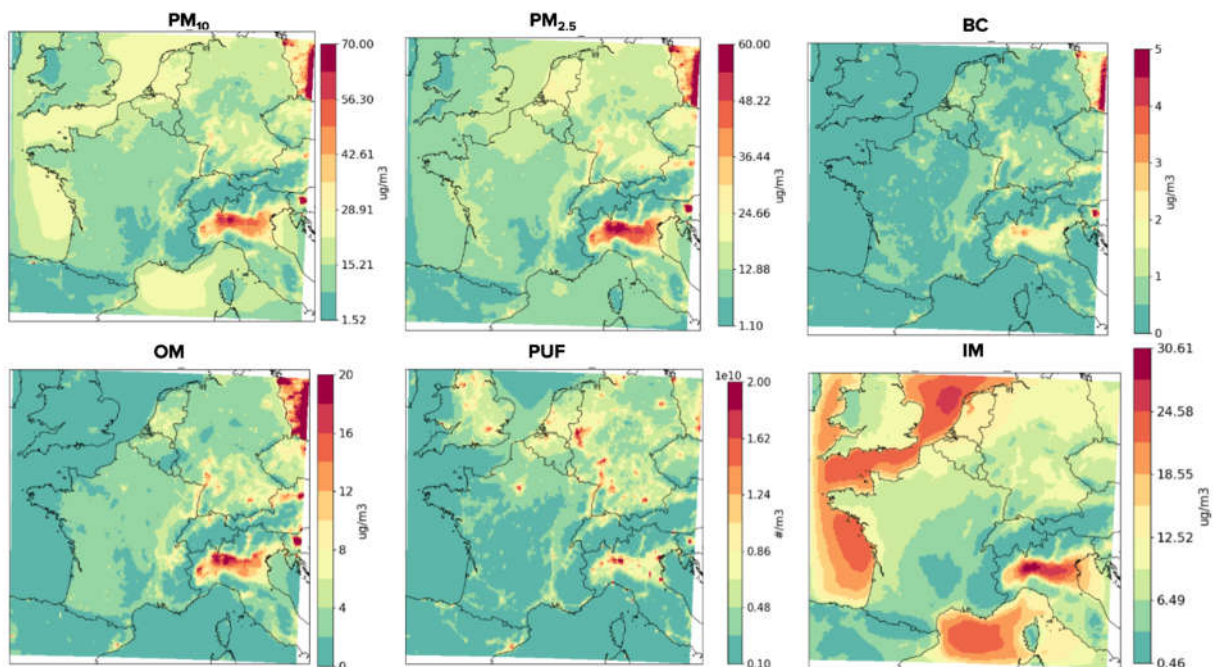 PM10
PM2.5
BC
70.00
56.30
42.61
28.91
15.21
1.52
ug/m3
60.00
48.22
36.44
24.66
12.88
1.10
ug/m3
5
4
3
2
1
0
ug/m3
OM
PUF
IM
20
16
12
8
4
0
ug/m3
1e10
2.00
1.62
1.24
0.86
0.48
0.10
#/m3
30.61
24.58
18.55
12.52
6.49
0.46
ug/m3